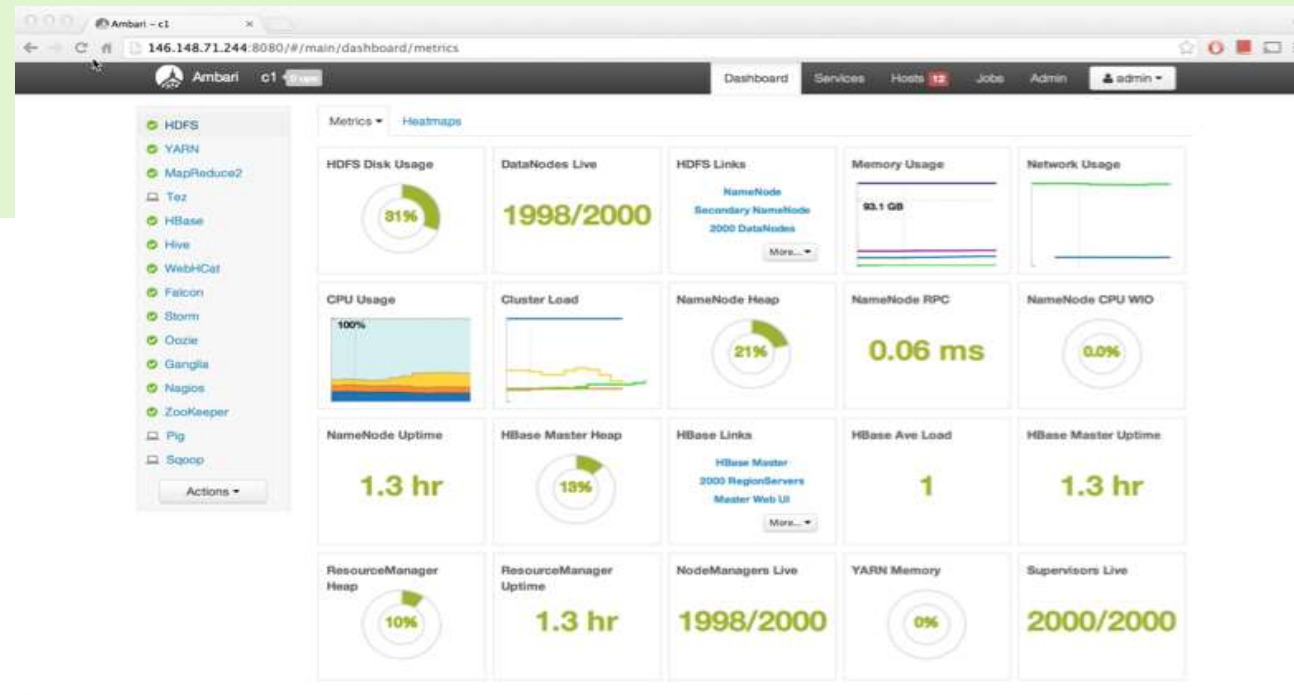 Ambari – c1
146.148.71.244:8080/#/main/dashboard/metrics
Ambari c1
Dashboard Services Hosts 12 Jobs Admin admin
HDFS
YARN
MapReduce2
Tez
HBase
Hive
WebHCat
Falcon
Storm
Oozie
Ganglia
Nagios
ZooKeeper
Pig
Sqoop
Actions
Metrics Heatmaps
HDFS Disk Usage
31%
DataNodes Live
1998/2000
HDFS Links
NameNode
Secondary NameNode
2000 DataNodes
More...
Memory Usage
93.1 GB
Network Usage
CPU Usage
100%
Cluster Load
NameNode Heap
21%
NameNode RPC
0.06 ms
NameNode CPU WIO
0.0%
NameNode Uptime
1.3 hr
HBase Master Heap
13%
HBase Links
HBase Master
2000 RegionServers
Master Web UI
More...
HBase Ave Load
1
HBase Master Uptime
1.3 hr
ResourceManager
Heap
10%
ResourceManager
Uptime
1.3 hr
NodeManagers Live
1998/2000
YARN Memory
0%
Supervisors Live
2000/2000